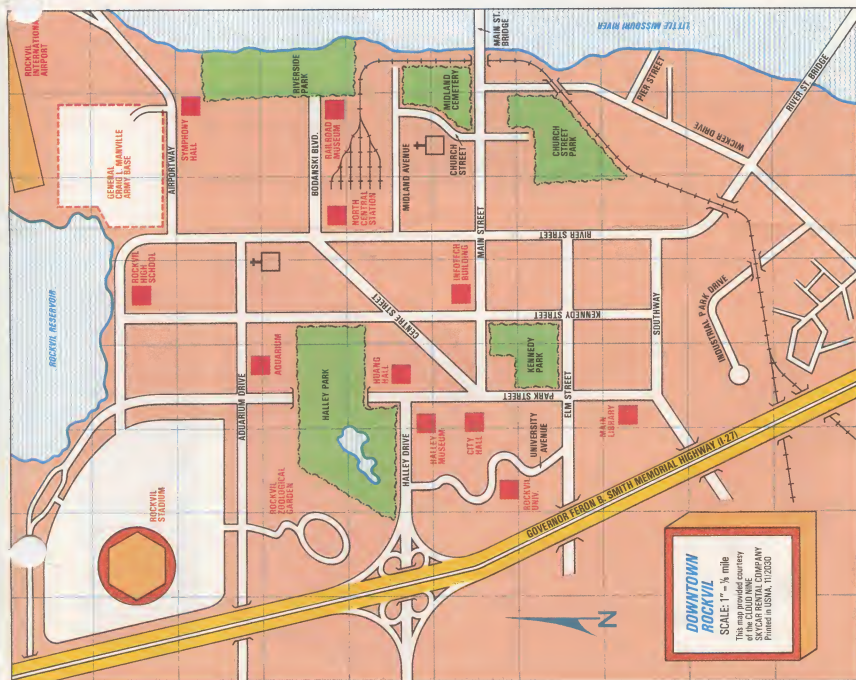 ROCKVIL
INTERNATIONAL
AIRPORT
GENERAL
CRAIG L. MANVILLE
ARMY BASE
AIRPORTWAY
SYMPHONY
HALL
RIVERSIDE
PARK
BODANSKI BLVD.
RAILROAD
MUSEUM
NORTH
CENTRAL
STATION
MIDLAND AVENUE
MIDLAND
CEMETERY
CHURCH
STREET
MAIN STREET
MAIN ST.
BRIDGE
LITTLE MISSOURI RIVER
CHURCH
STREET
PARK
PIER STREET
WICKER DRIVE
RIVER ST. BRIDGE
RIVER STREET
ROCKVIL RESERVOIR
ROCKVIL
HIGH
SCHOOL
INFOTECH
BUILDING
CENTRE STREET
KENNEDY STREET
SOUTHWAY
INDUSTRIAL PARK DRIVE
AQUARIUM
HALLEY PARK
HUANG
HALL
KENNEDY
PARK
PARK STREET
AQUARIUM DRIVE
HALLEY DRIVE
HALLEY
MUSEUM
CITY
HALL
UNIVERSITY
AVENUE
ELM STREET
MAIN
LIBRARY
ROCKVIL
STADIUM
ROCKVIL
ZOOLOGICAL
GARDEN
ROCKVIL
UNIV.
GOVERNOR FERON B. SMITH MEMORIAL HIGHWAY (I-27)
N
DOWNTOWN
ROCKVIL
SCALE: 1" = ⅛ mile
This map provided courtesy
of the CLOUD NINE
SKYCAR RENTAL COMPANY
Printed in USNA, 11/2030